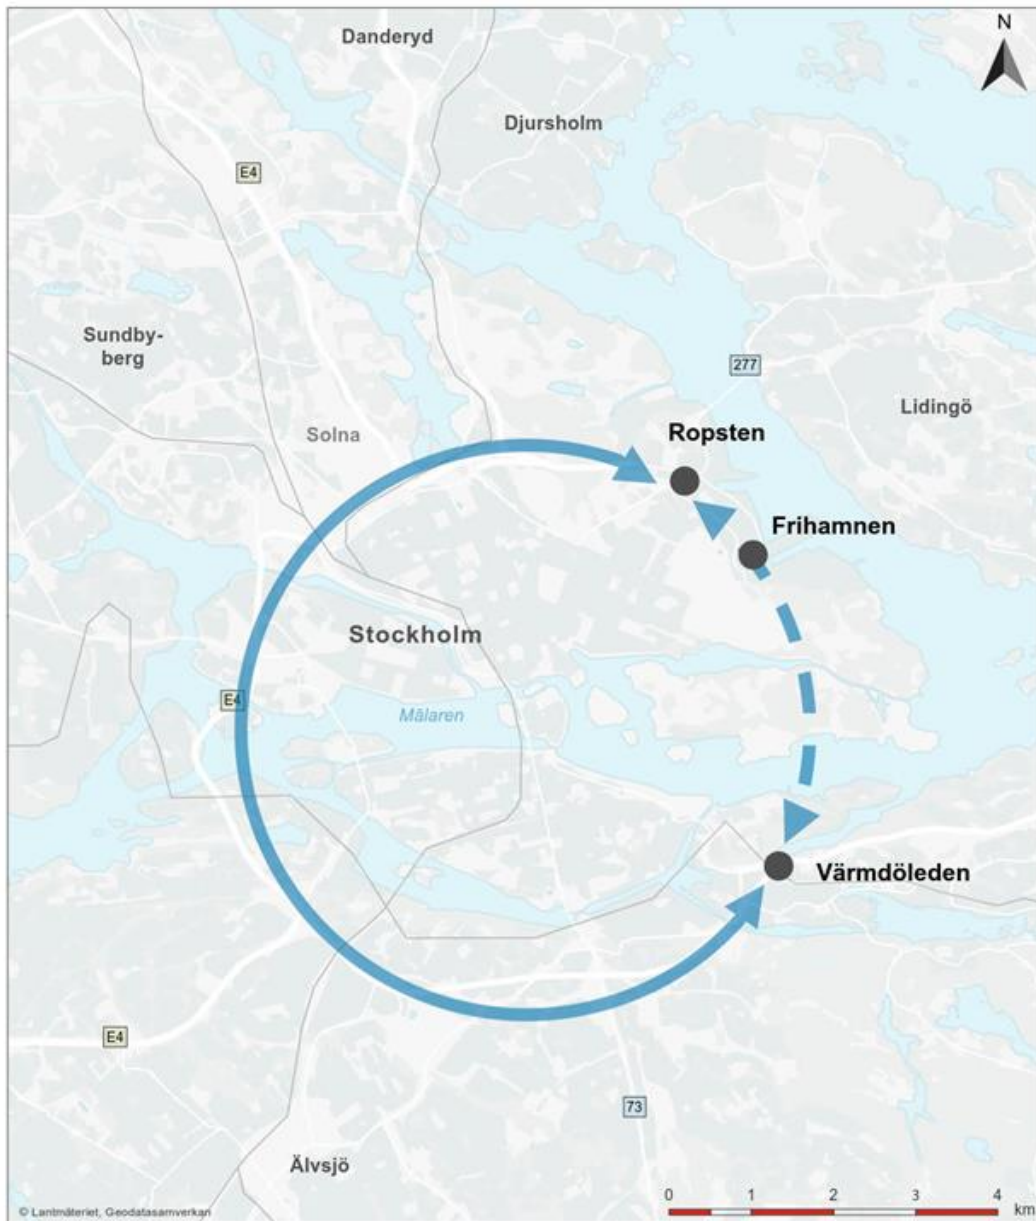 N
Danderyd
Djursholm
E4
Sundby-
berg
277
Lidingö
Solna
Ropsten
Frihamnen
Stockholm
E4
Mälaren
Värmdöleden
E4
73
Älvsjö
0 1 2 3 4
km
© Lantmäteriet, Geodatasamverkan